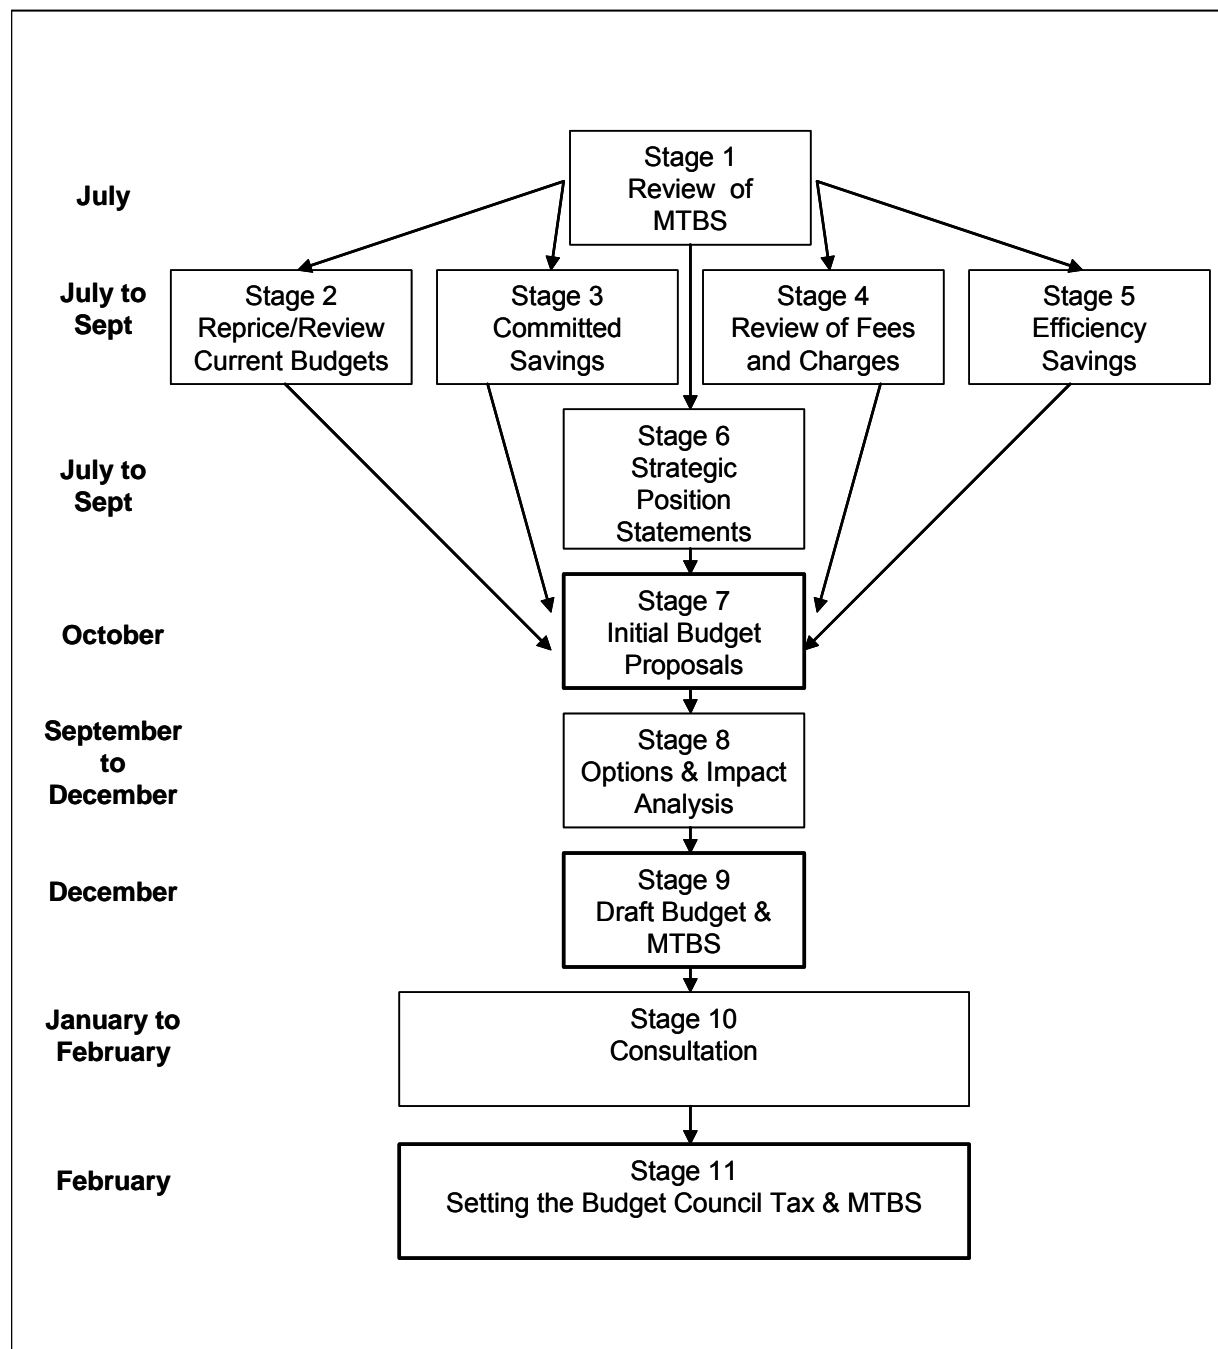 July
Stage 1
Review of
MTBS
July to
Sept
Stage 2
Reprice/Review
Current Budgets
Stage 3
Committed
Savings
Stage 4
Review of Fees
and Charges
Stage 5
Efficiency
Savings
July to
Sept
Stage 6
Strategic
Position
Statements
October
Stage 7
Initial Budget
Proposals
September
to
December
Stage 8
Options & Impact
Analysis
December
Stage 9
Draft Budget &
MTBS
January to
February
Stage 10
Consultation
February
Stage 11
Setting the Budget Council Tax & MTBS